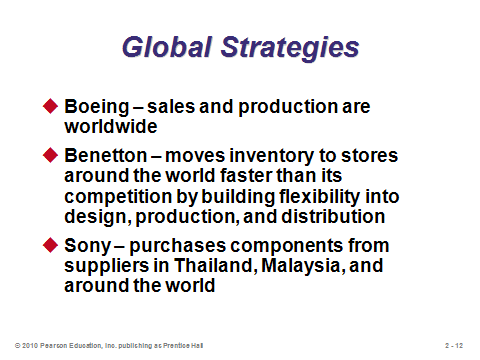 Global Strategies
Boeing – sales and production are
worldwide
Benetton – moves inventory to stores
around the world faster than its
competition by building flexibility into
design, production, and distribution
Sony – purchases components from
suppliers in Thailand, Malaysia, and
around the world
© 2010 Pearson Education, Inc. publishing as Prentice Hall
2 - 12